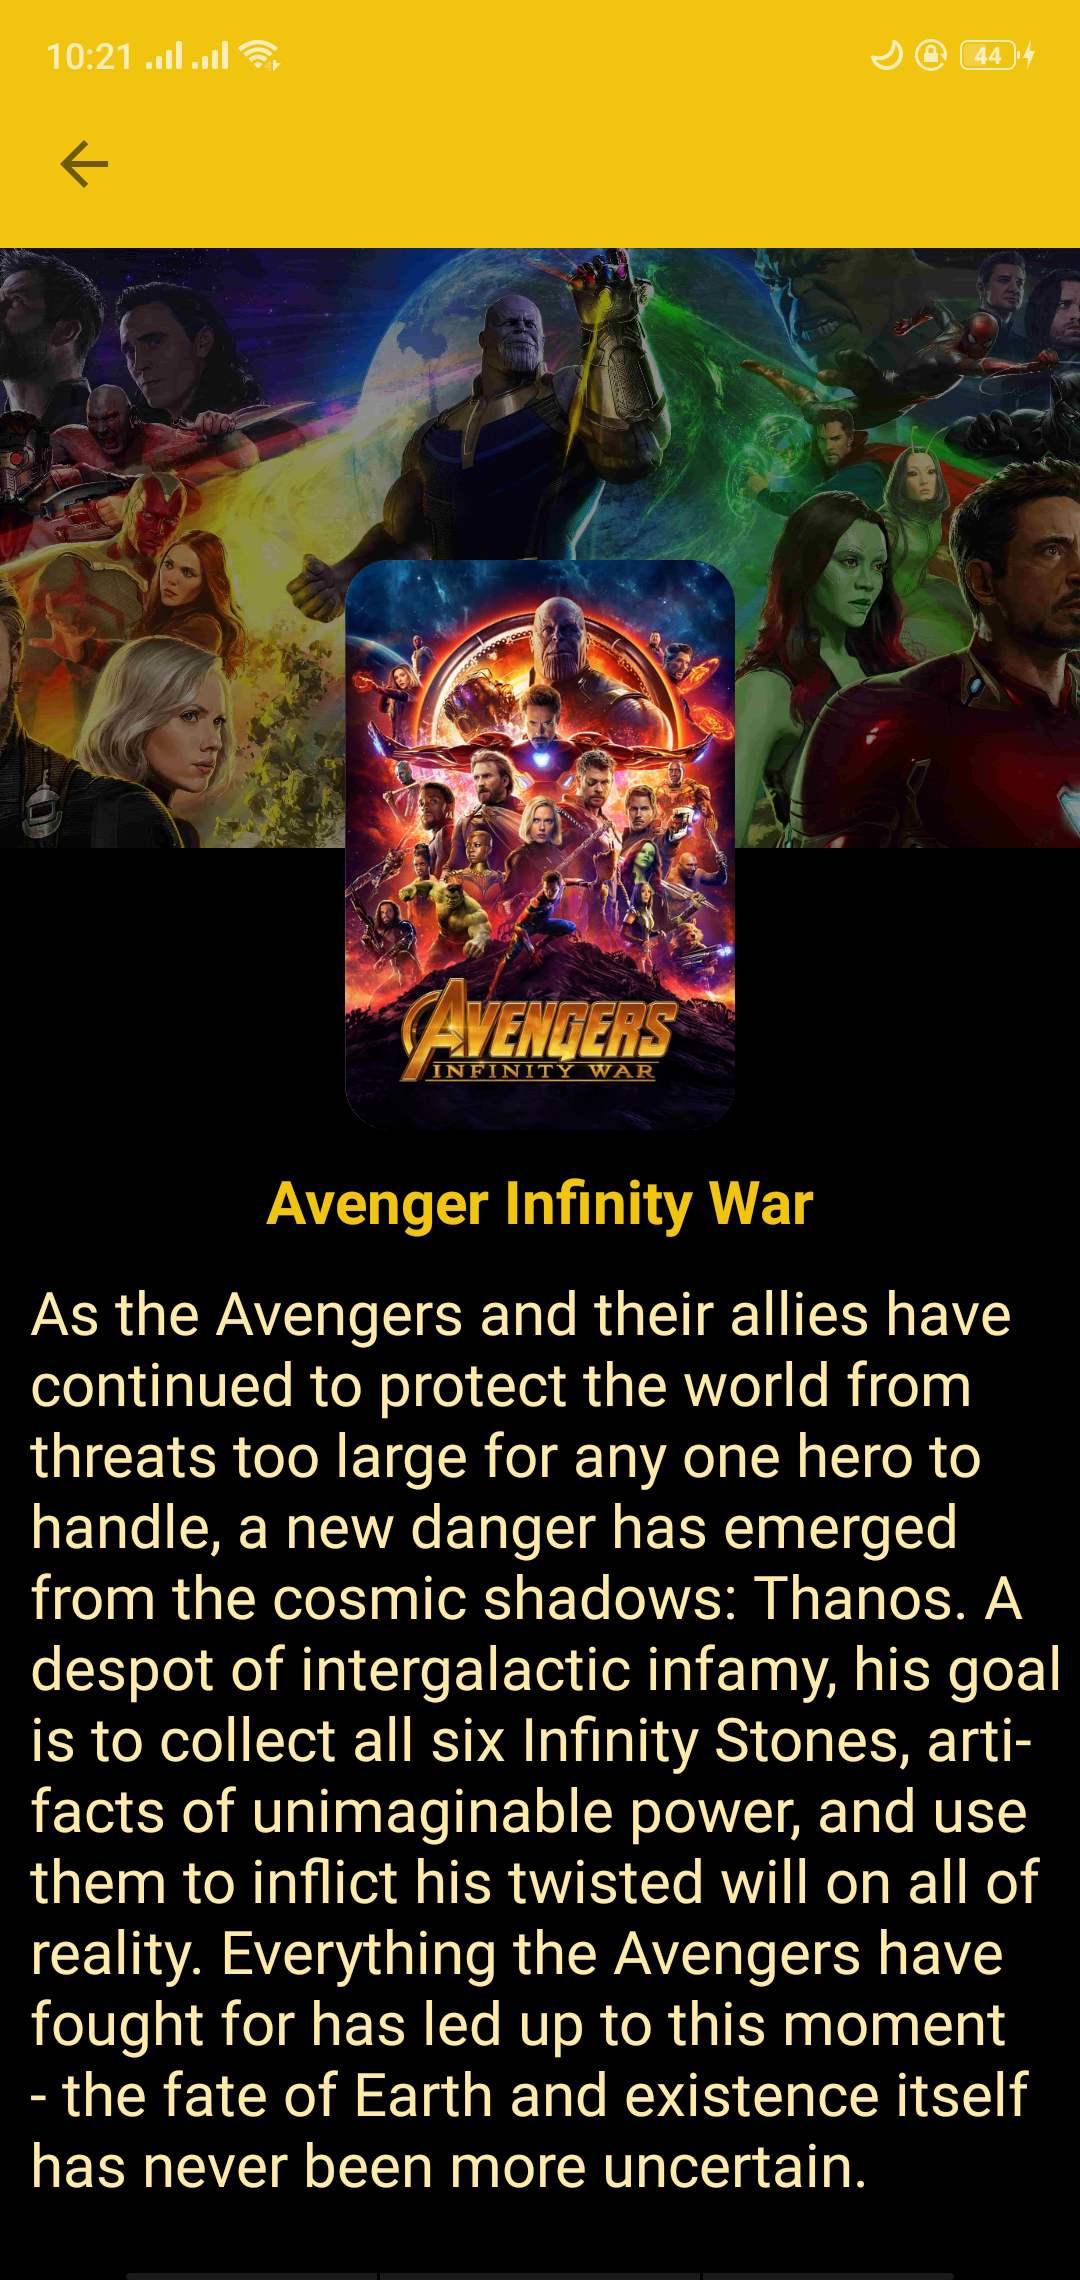 10:21
44
AVENGERS
INFINITY WAR
Avenger Infinity War
As the Avengers and their allies have
continued to protect the world from
threats too large for any one hero to
handle, a new danger has emerged
from the cosmic shadows: Thanos. A
despot of intergalactic infamy, his goal
is to collect all six Infinity Stones, arti-
facts of unimaginable power, and use
them to inflict his twisted will on all of
reality. Everything the Avengers have
fought for has led up to this moment
- the fate of Earth and existence itself
has never been more uncertain.